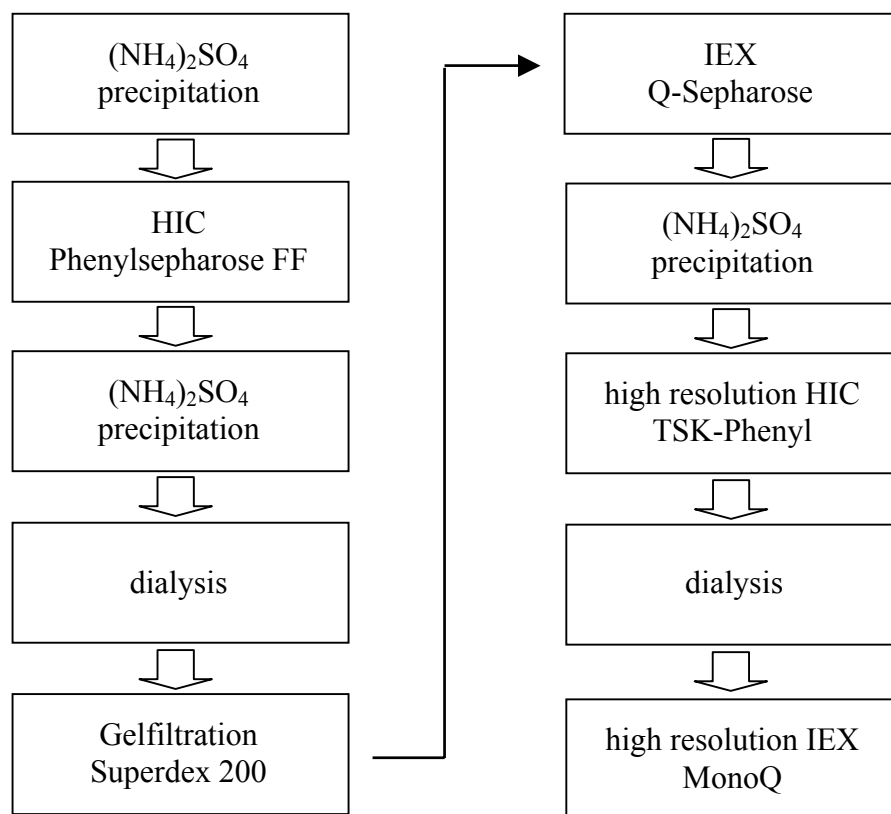 (NH₄)₂SO₄
precipitation
HIC
Phenylsepharose FF
(NH₄)₂SO₄
precipitation
dialysis
Gelfiltration
Superdex 200
IEX
Q-Sepharose
(NH₄)₂SO₄
precipitation
high resolution HIC
TSK-Phenyl
dialysis
high resolution IEX
MonoQ